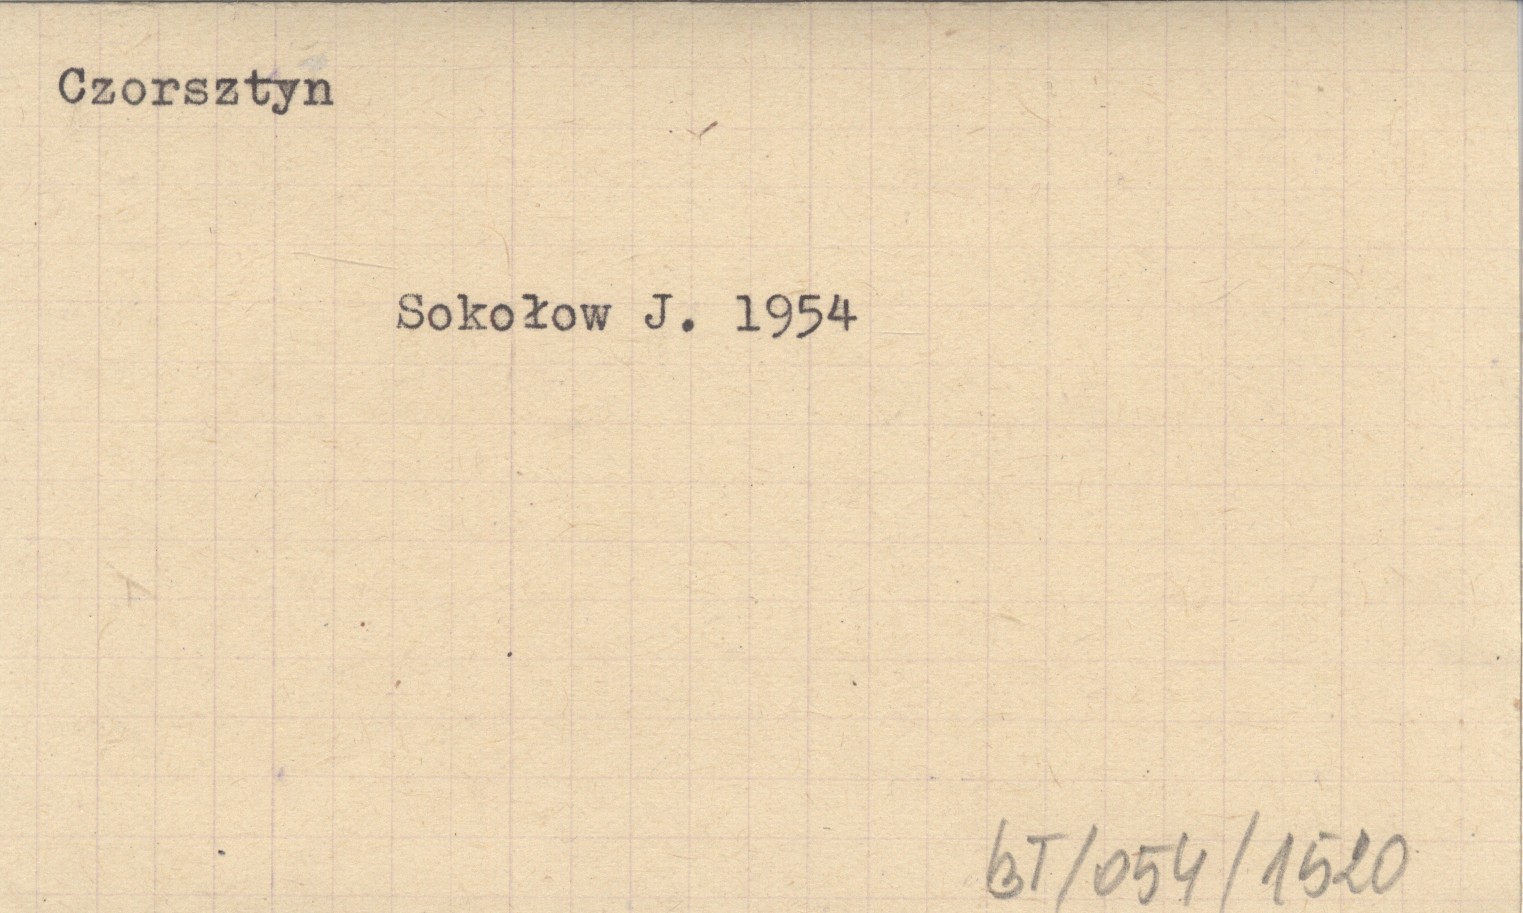 Czorsztyn
Sokołow J. 1954
BT/054/1520